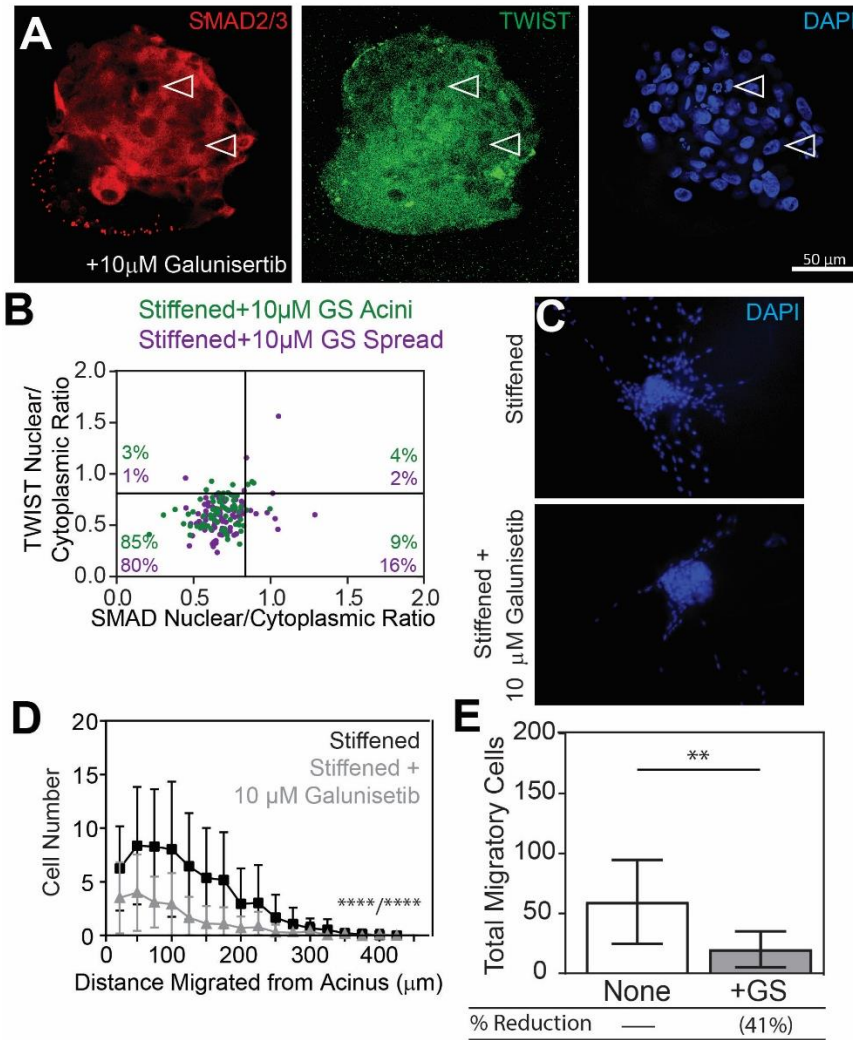 A
SMAD2/3
TWIST
DAPI
+10μM Galunisertib
50 μm
B
Stiffened+10μM GS Acini
Stiffened+10μM GS Spread
TWIST Nuclear/
Cytoplasmic Ratio
2.0
1.5
1.0
0.5
0.0
3%
1%
4%
2%
85%
80%
9%
16%
0.0
0.5
1.0
1.5
2.0
SMAD Nuclear/Cytoplasmic Ratio
C
DAPI
Stiffened
Stiffened +
10 μM Galunisetib
D
Cell Number
20
15
10
5
0
Stiffened
Stiffened +
10 μM Galunisetib
****/****
0
100
200
300
400
Distance Migrated from Acinus (μm)
E
Total Migratory Cells
200
150
100
50
0
**
None
+GS
% Reduction
—
(41%)